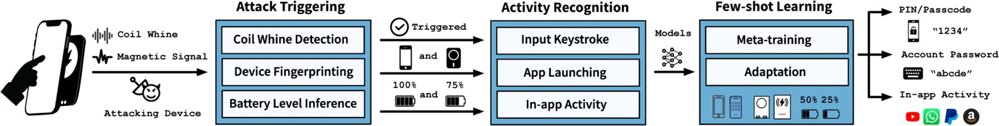 Attack Triggering
Activity Recognition
Few-shot Learning
Coil Whine
Magnetic Signal
Attacking Device
Coil Whine Detection
Device Fingerprinting
Battery Level Inference
Triggered
and
100%
and
75%
Input Keystroke
App Launching
In-app Activity
Models
Meta-training
Adaptation
50% 25%
PIN/Passcode
“1234”
Account Password
“abcde”
In-app Activity
a